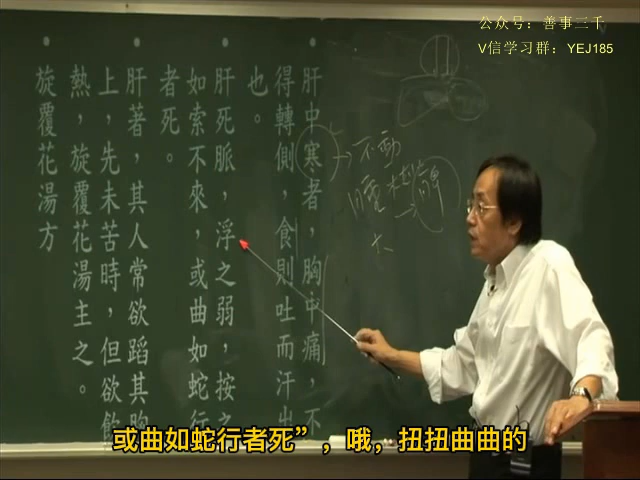 公众号：善事三千
V信学习群：YEJ185
肝中寒者，胸中痛，不
得轉側，食則吐而汗出
也。
肝死脈，浮之弱，按之
如索不來，或曲如蛇行
者死。
肝著，其人常欲蹈其胸
上，先未苦時，但欲飲
熱，旋覆花湯主之。
旋覆花湯方
不動
或曲如蛇行者死”，哦，扭扭曲曲的